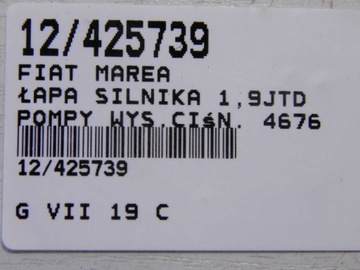 12/425739
FIAT MAREA
ŁAPA SILNIKA 1,9JTD
POMPY WYS.CIśN. 4676
12/425739
G VII 19 C